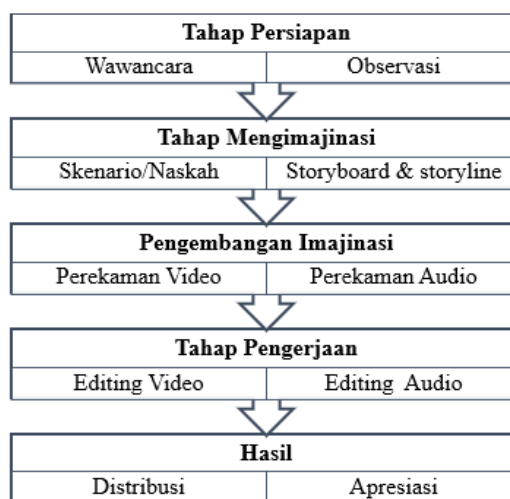 Tahap Persiapan
Wawancara Observasi
Tahap Mengimajinasi
Skenario/Naskah Storyboard & storyline
Pengembangan Imajinasi
Perekaman Video Perekaman Audio
Tahap Pengerjaan
Editing Video Editing Audio
Hasil
Distribusi Apresiasi